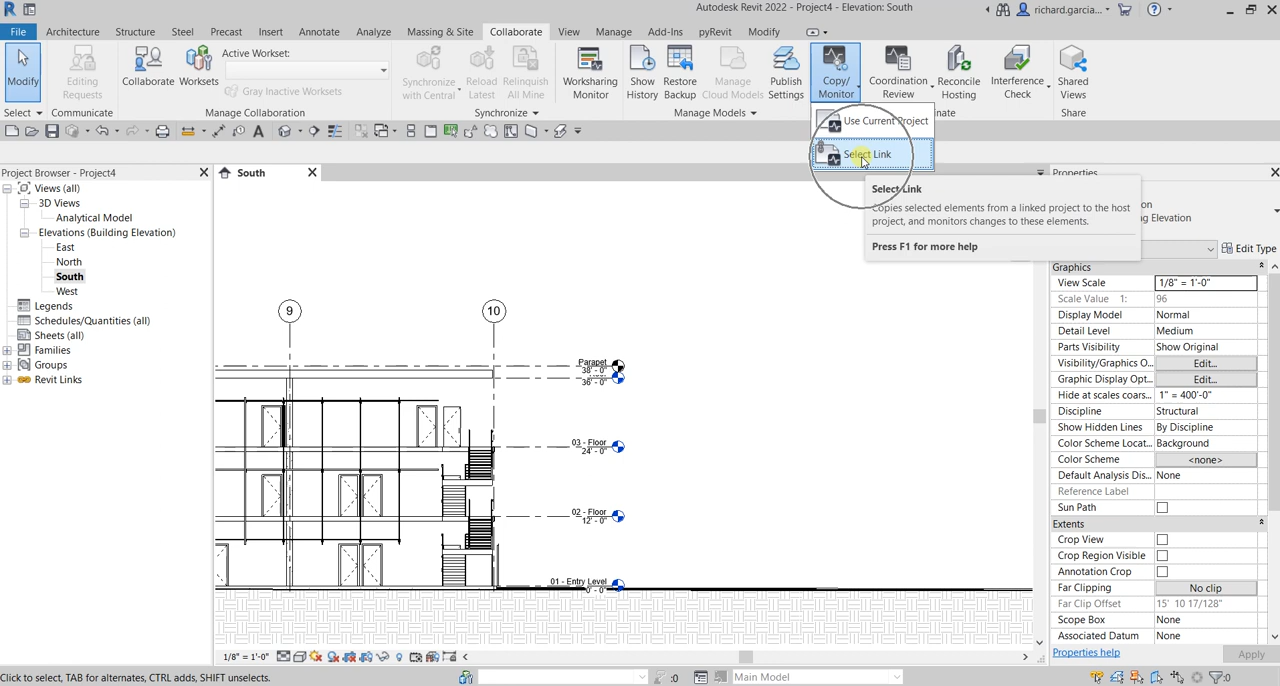 Autodesk Revit 2022 - Project4 - Elevation: South
richard.garcia...
File Architecture Structure Steel Precast Insert Annotate Analyze Massing & Site Collaborate View Manage Add-Ins pyRevit Modify
Modify
Editing Requests
Collaborate
Worksets
Active Workset:
Gray Inactive Worksets
Synchronize with Central
Reload Latest
Relinquish All Mine
Worksharing Monitor
Show History
Restore Backup
Manage Cloud Models
Publish Settings
Copy/ Monitor
Coordination Review
Reconcile Hosting
Interference Check
Shared Views
Select Communicate Manage Collaboration Synchronize Manage Models nate Share
Use Current Project
Select Link
Project Browser - Project4
South
Properties
Select Link
Copies selected elements from a linked project to the host
project, and monitors changes to these elements.
Press F1 for more help
on
g Elevation
Edit Type
Views (all)
3D Views
Analytical Model
Elevations (Building Elevation)
East
North
South
West
Legends
Schedules/Quantities (all)
Sheets (all)
Families
Groups
Revit Links
9
10
Parapet
38' - 0"
36' - 0"
03 - Floor
24' - 0"
02 - Floor
12' - 0"
01 - Entry Level
0' - 0"
Graphics
View Scale 1/8" = 1'-0"
Scale Value 1: 96
Display Model Normal
Detail Level Medium
Parts Visibility Show Original
Visibility/Graphics O... Edit...
Graphic Display Opt... Edit...
Hide at scales coars... 1" = 400'-0"
Discipline Structural
Show Hidden Lines By Discipline
Color Scheme Locat... Background
Color Scheme <none>
Default Analysis Dis... None
Reference Label
Sun Path
Extents
Crop View
Crop Region Visible
Annotation Crop
Far Clipping No clip
Far Clip Offset 15' 10 17/128"
Scope Box None
Associated Datum None
Properties help Apply
1/8" = 1'-0"
Click to select, TAB for alternates, CTRL adds, SHIFT unselects.
:0
Main Model
:0